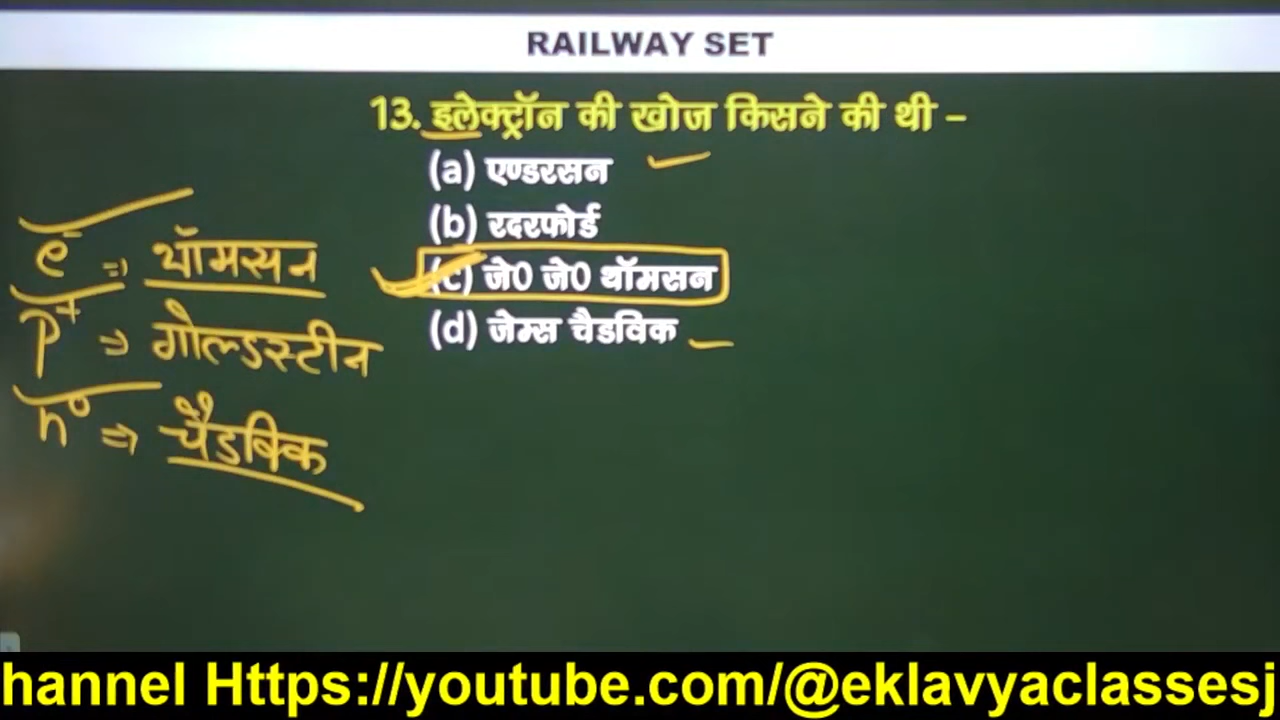 RAILWAY SET
13. इलेक्ट्रॉन की खोज किसने की थी –
(a) एण्डरसन
(b) रदरफोर्ड
(c) जे0 जे0 थॉमसन
(d) जेम्स चैडविक
e⁻ ⇒ थॉमसन
p⁺ ⇒ गोल्डस्टीन
n⁰ ⇒ चैडविक
hannel Https://youtube.com/@eklavyaclassesj